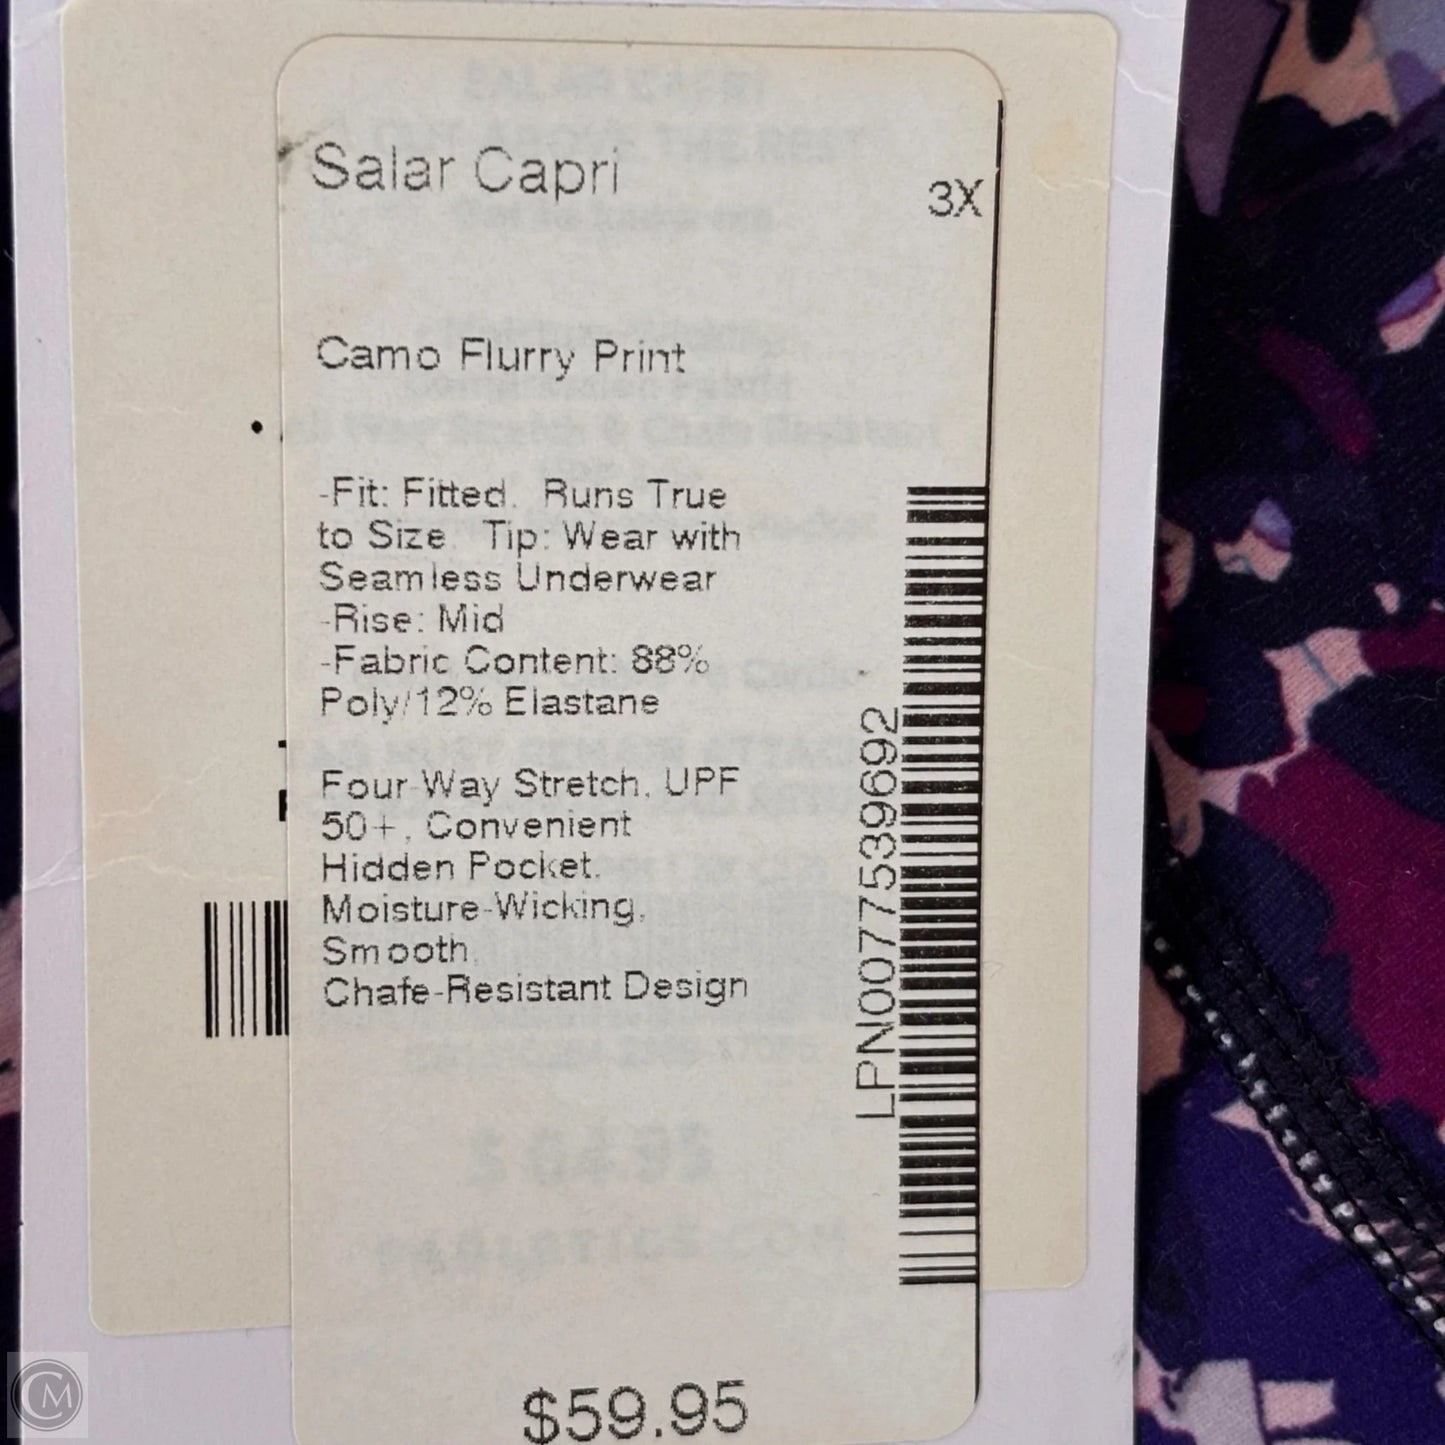 Salar Capri
3X
Camo Flurry Print
-Fit: Fitted. Runs True
to Size. Tip: Wear with
Seamless Underwear
-Rise: Mid
-Fabric Content: 88%
Poly/12% Elastane
Four-Way Stretch, UPF
50+, Convenient
Hidden Pocket,
Moisture-Wicking,
Smooth,
Chafe-Resistant Design
LPN007753969​2
$59.95
CM